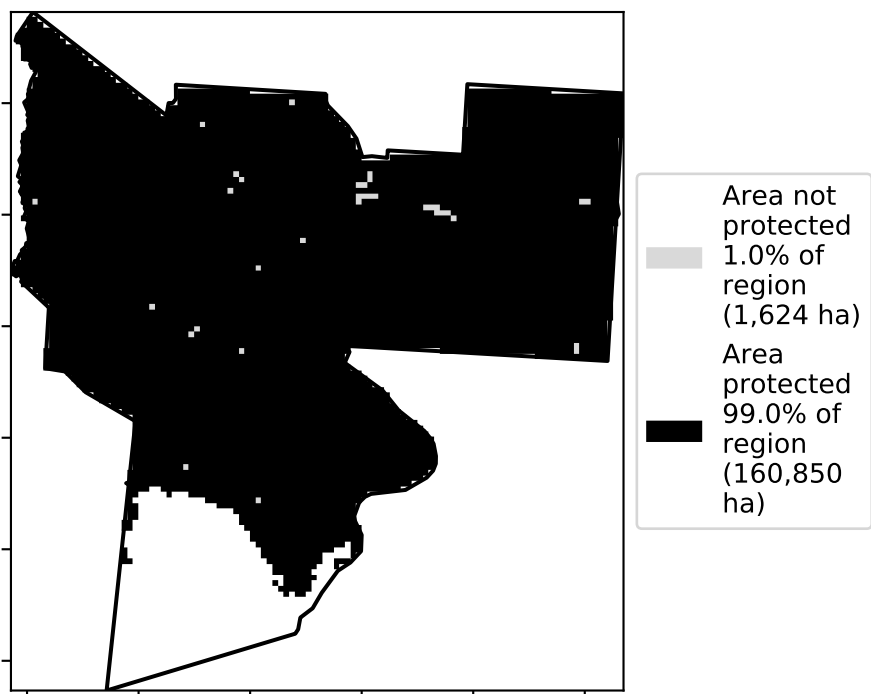 Area not
protected
1.0% of
region
(1,624 ha)
Area
protected
99.0% of
region
(160,850
ha)